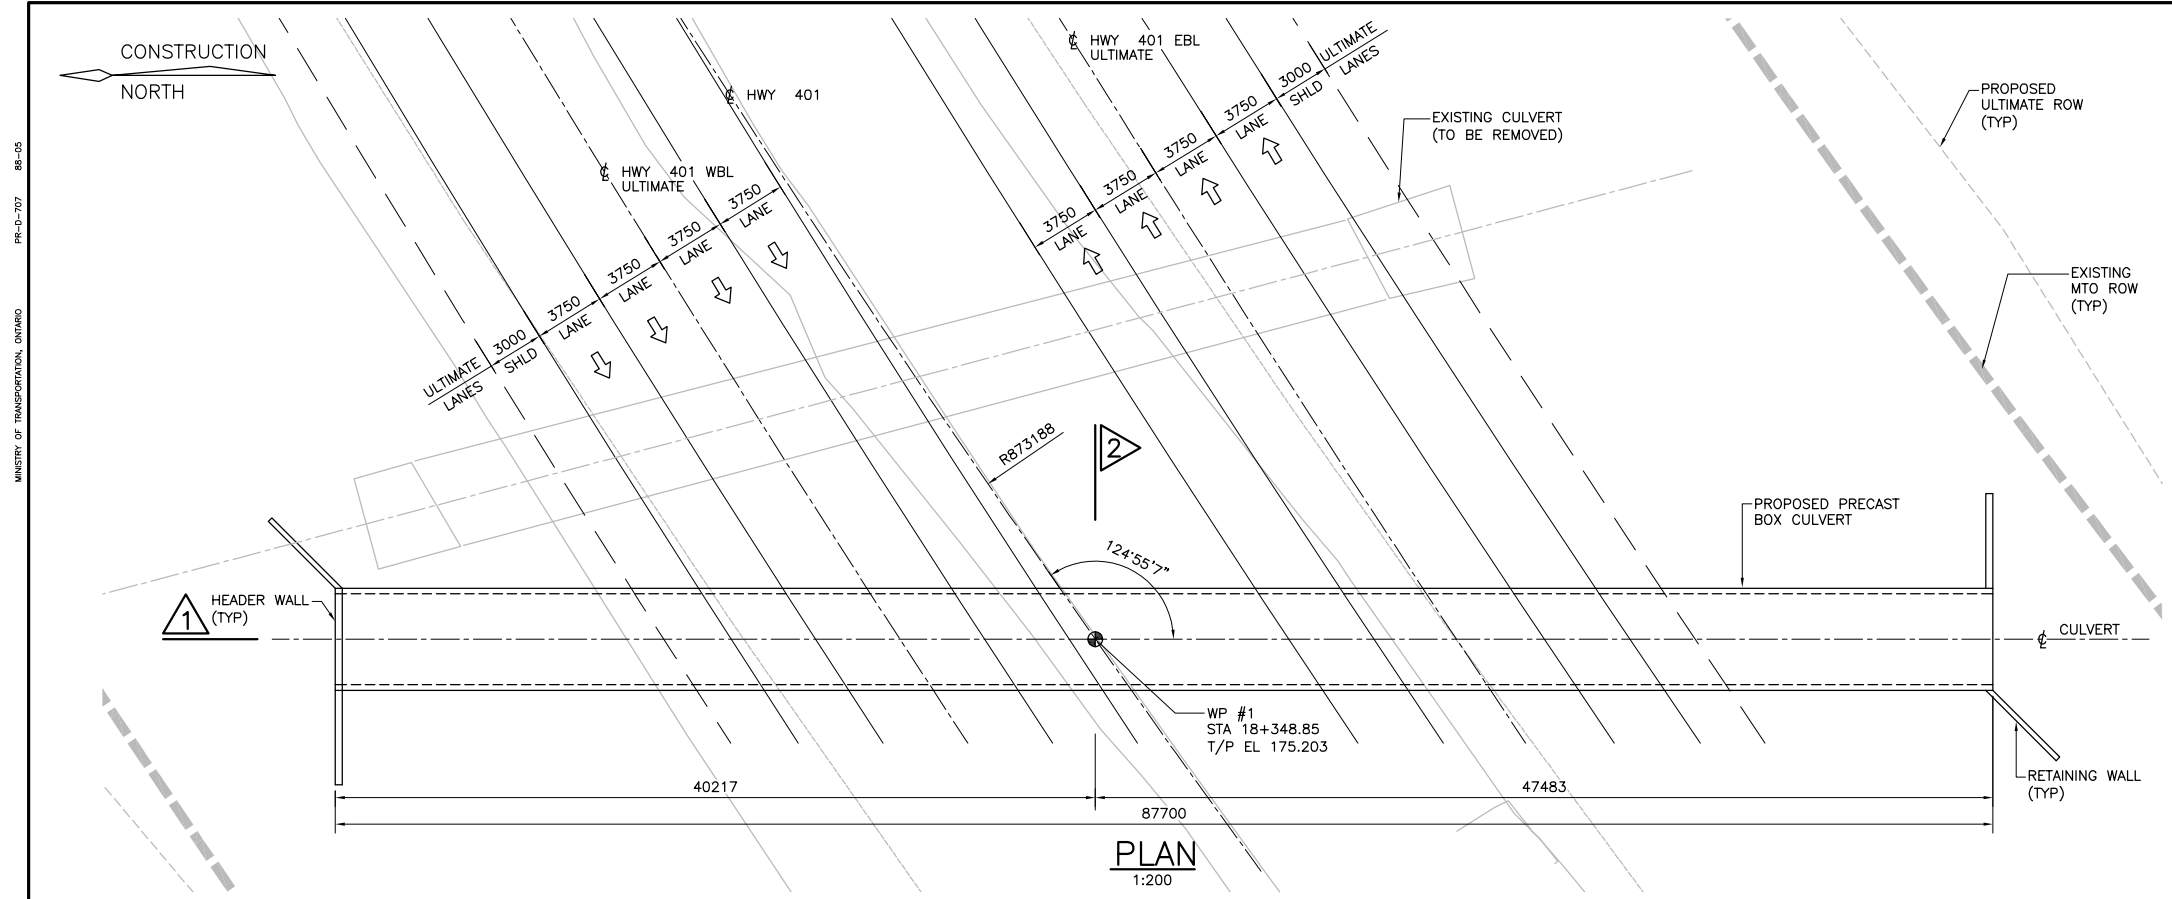 CONSTRUCTION
NORTH
MINISTRY OF TRANSPORTATION, ONTARIO PR-D-707 88-05
℄ HWY 401
℄ HWY 401 WBL
ULTIMATE
℄ HWY 401 EBL
ULTIMATE
ULTIMATE
LANES
3000
SHLD
3750
LANE
3750
LANE
3750
LANE
3750
LANE
3750
LANE
3750
LANE
3750
LANE
3750
LANE
3000
SHLD
ULTIMATE
LANES
EXISTING CULVERT
(TO BE REMOVED)
PROPOSED
ULTIMATE ROW
(TYP)
EXISTING
MTO ROW
(TYP)
R873188
2
124°55'7"
PROPOSED PRECAST
BOX CULVERT
1
HEADER WALL
(TYP)
℄ CULVERT
WP #1
STA 18+348.85
T/P EL 175.203
RETAINING WALL
(TYP)
40217
47483
87700
PLAN
1:200